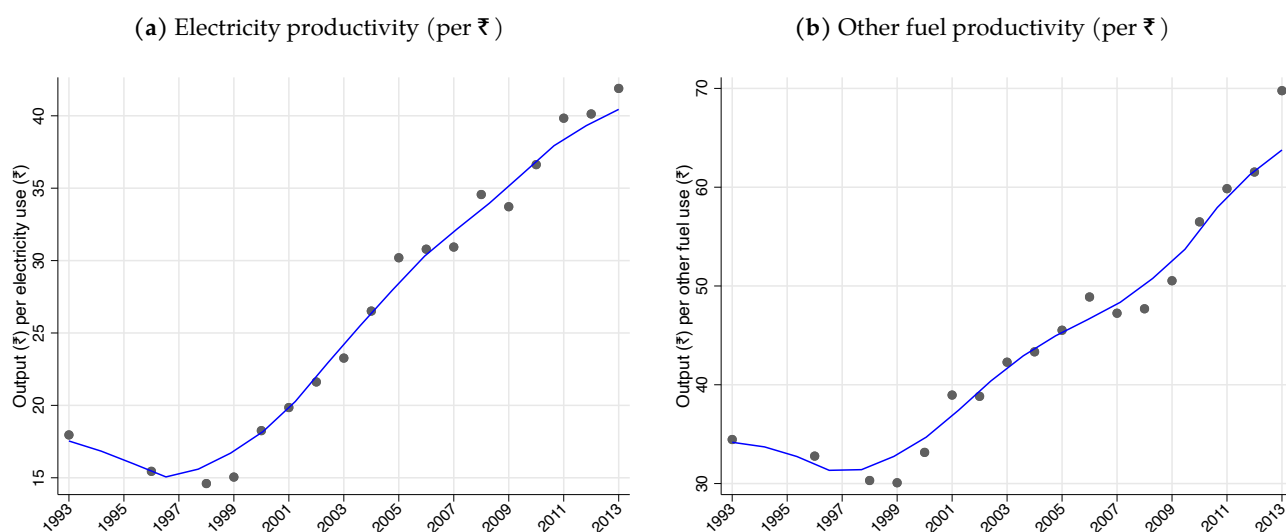 (a) Electricity productivity (per ₹)
Output (₹) per electricity use (₹)
40
35
30
25
20
15
1993 1995 1997 1999 2001 2003 2005 2007 2009 2011 2013
(b) Other fuel productivity (per ₹)
Output (₹) per other fuel use (₹)
70
60
50
40
30
1993 1995 1997 1999 2001 2003 2005 2007 2009 2011 2013